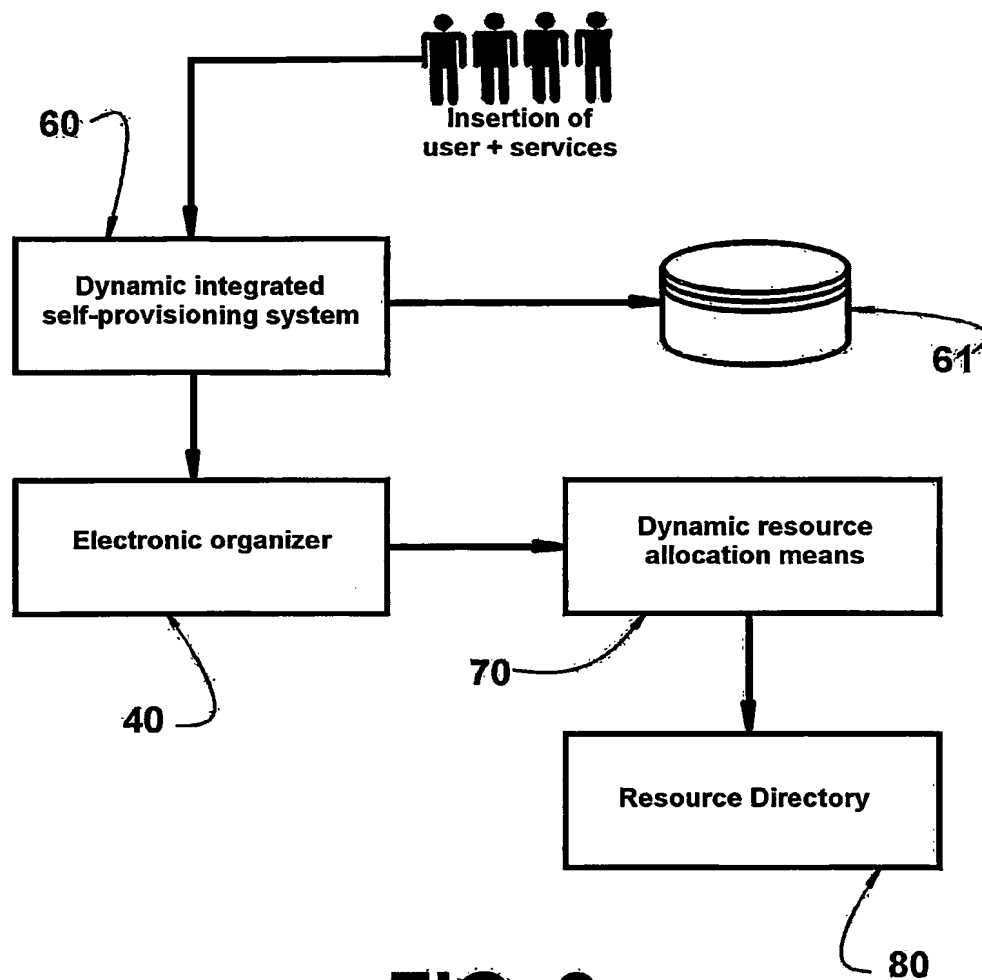 Insertion of
user + services
60
Dynamic integrated
self-provisioning system
61
Electronic organizer
Dynamic resource
allocation means
70
40
Resource Directory
80